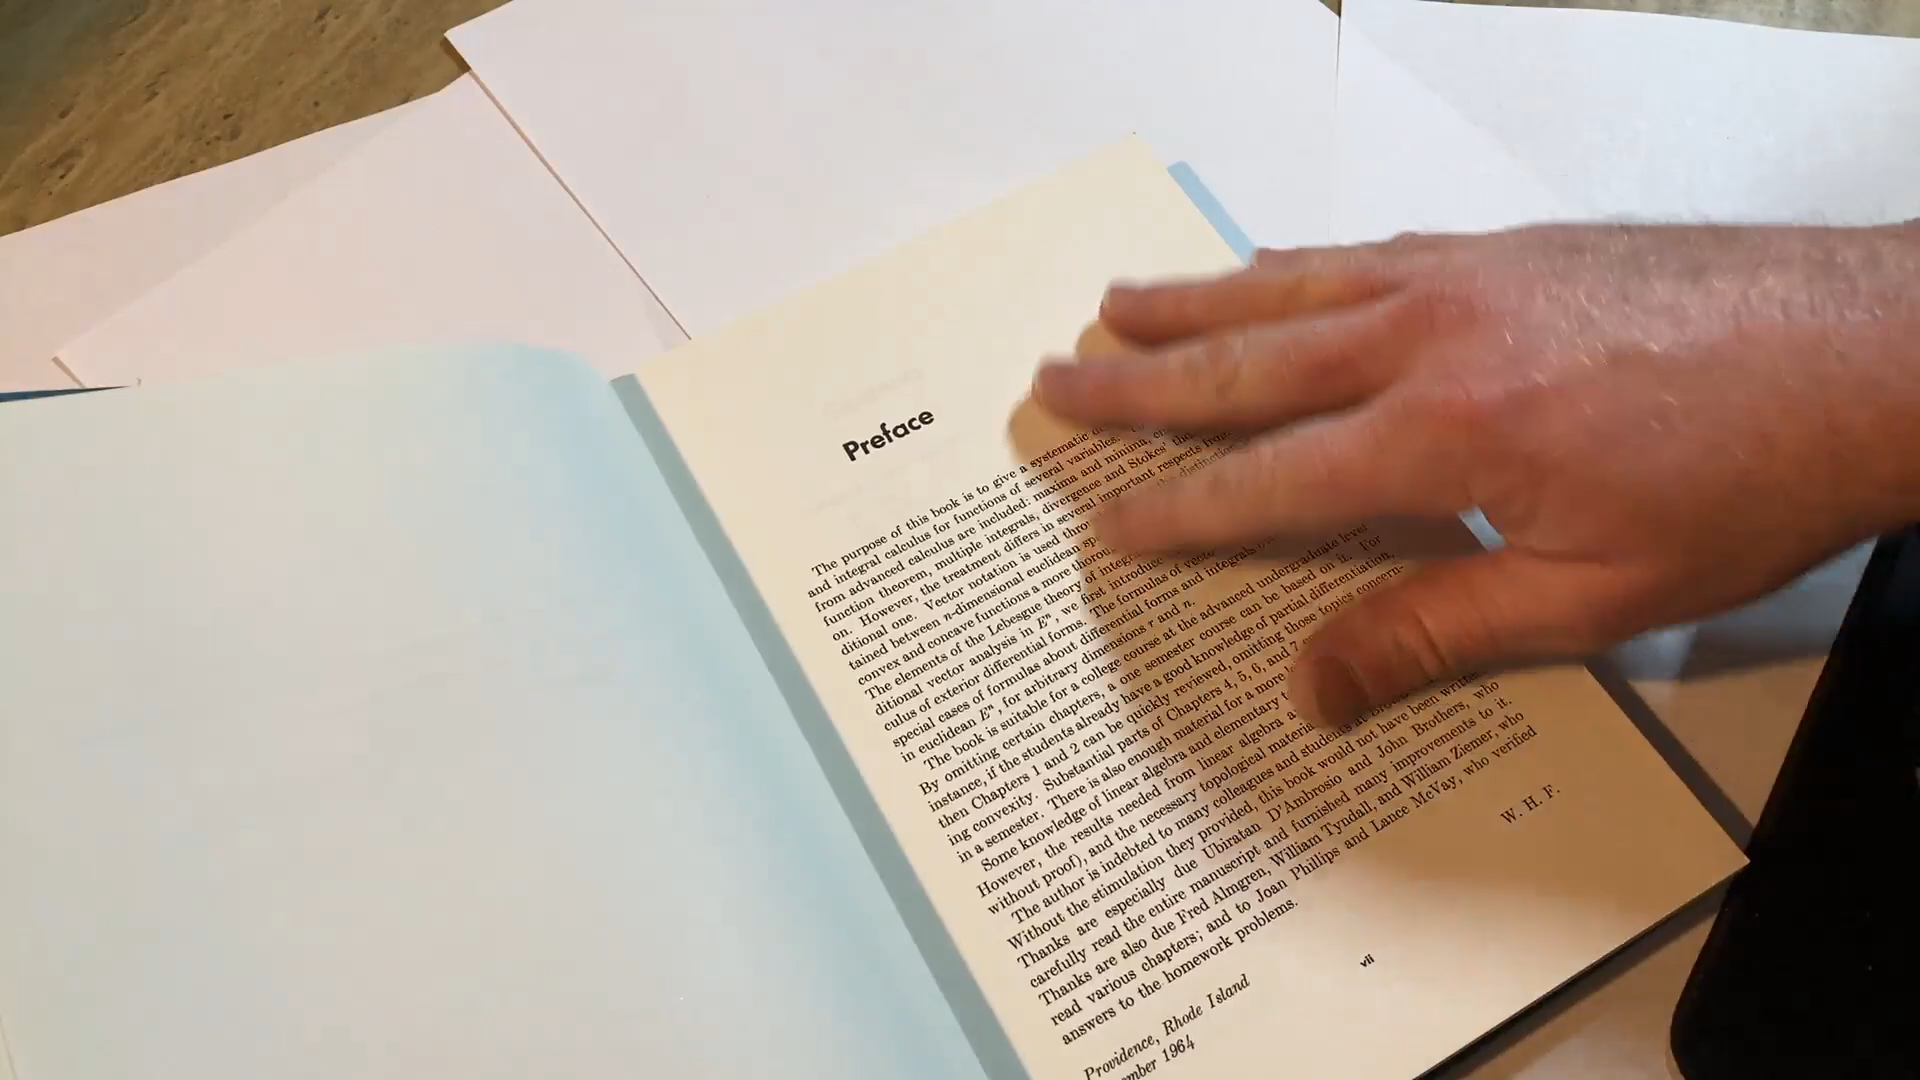 Preface
The purpose of this book is to give a systematic
and integral calculus for functions of several variables.
from advanced calculus are included: maxima and minima,
function theorem, multiple integrals, divergence and Stokes'
on. However, the treatment differs in several important respects from
ditional one. Vector notation is used distinction
tained between n-dimensional euclidean
convex and concave functions a more
The elements of the Lebesgue theory of
ditional vector analysis in Eⁿ, we first introduce
culus of exterior differential forms. The formulas of
special cases of formulas about differential forms and integrals
in euclidean Eⁿ, for arbitrary dimensions r and n.
The book is suitable for a college course at the advanced undergraduate level
By omitting certain chapters, a one semester course can be based on it. For
instance, if the students already have a good knowledge of partial differentiation,
then Chapters 1 and 2 can be quickly reviewed, omitting those topics concern-
ing convexity. Substantial parts of Chapters 4, 5, 6, and 7
in a semester. There is also enough material for a more
Some knowledge of linear algebra and elementary
However, the results needed from linear algebra
without proof), and the necessary topological
The author is indebted to many colleagues and students at
Without the stimulation they provided, this book would not have been written
Thanks are especially due Ubiratan D'Ambrosio and John Brothers, who
carefully read the entire manuscript and furnished many improvements to it.
Thanks are also due Fred Almgren, William Tyndall, and William Ziemer, who
read various chapters; and to Joan Phillips and Lance McVay, who verified
answers to the homework problems.
W. H. F.
Providence, Rhode Island
1964
vii